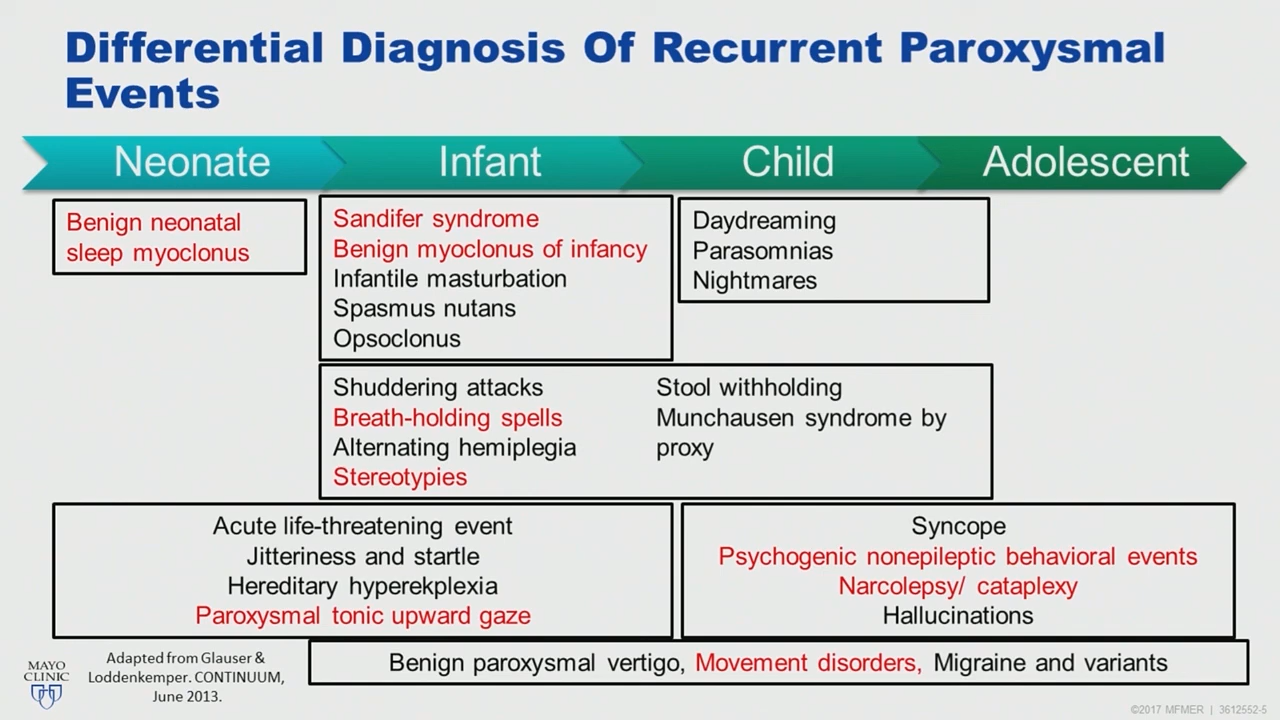 Differential Diagnosis Of Recurrent Paroxysmal
Events
Neonate
Infant
Child
Adolescent
Benign neonatal
sleep myoclonus
Sandifer syndrome
Benign myoclonus of infancy
Infantile masturbation
Spasmus nutans
Opsoclonus
Daydreaming
Parasomnias
Nightmares
Shuddering attacks
Breath-holding spells
Alternating hemiplegia
Stereotypies
Stool withholding
Munchausen syndrome by
proxy
Acute life-threatening event
Jitteriness and startle
Hereditary hyperekplexia
Paroxysmal tonic upward gaze
Syncope
Psychogenic nonepileptic behavioral events
Narcolepsy/ cataplexy
Hallucinations
Benign paroxysmal vertigo, Movement disorders, Migraine and variants
MAYO
CLINIC
Adapted from Glauser &
Loddenkemper. CONTINUUM,
June 2013.
©2017 MFMER | 3612552-5